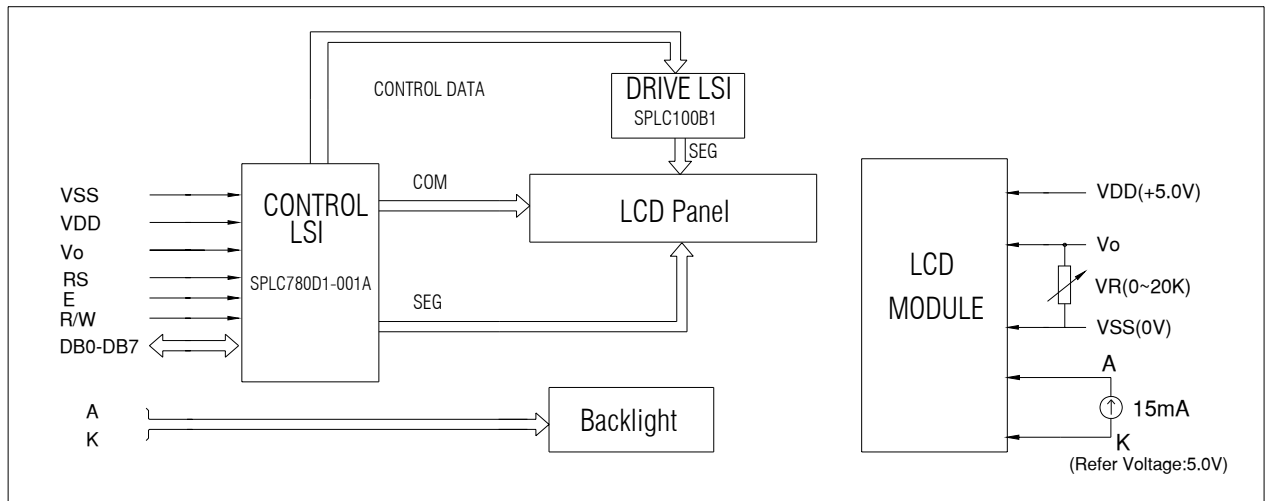 CONTROL DATA
DRIVE LSI
SPLC100B1
SEG
VSS
VDD
Vo
RS
E
R/W
DB0-DB7
CONTROL
LSI
SPLC780D1-001A
COM
SEG
LCD Panel
A
K
Backlight
LCD
MODULE
VDD(+5.0V)
Vo
VR(0~20K)
VSS(0V)
A
15mA
K
(Refer Voltage:5.0V)